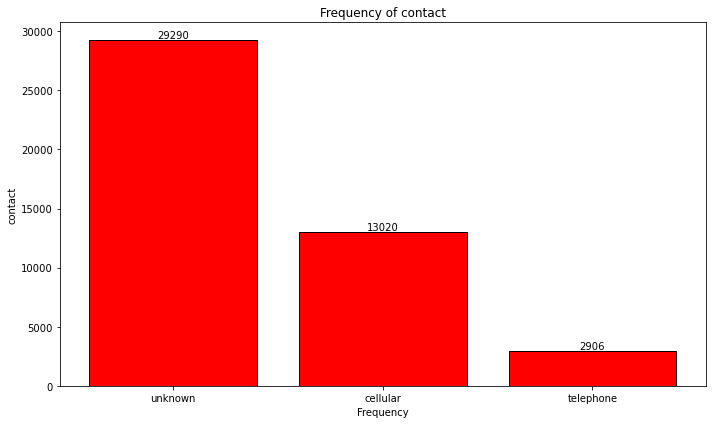 Frequency of contact
30000
25000
20000
15000
10000
5000
0
contact
29290
13020
2906
unknown
cellular
telephone
Frequency